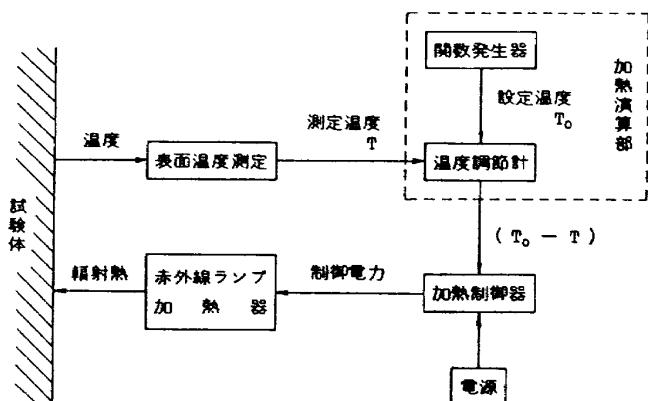 関数発生器
設定温度
T₀
加熱演算部
測定温度
T
温度
表面温度測定
温度調節計
試験体
( T₀ − T )
輻射熱
赤外線ランプ
加熱器
制御電力
加熱制御器
電源